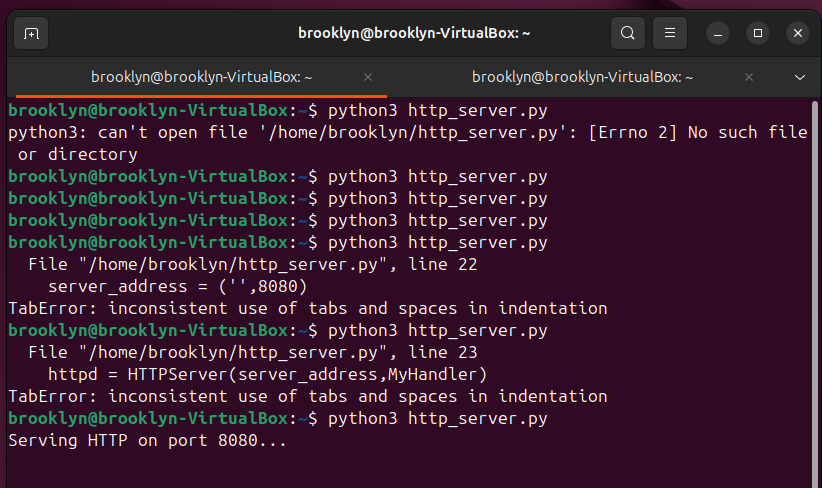 brooklyn@brooklyn-VirtualBox: ~
brooklyn@brooklyn-VirtualBox: ~
brooklyn@brooklyn-VirtualBox: ~
brooklyn@brooklyn-VirtualBox:~$ python3 http_server.py
python3: can't open file '/home/brooklyn/http_server.py': [Errno 2] No such file
or directory
brooklyn@brooklyn-VirtualBox:~$ python3 http_server.py
brooklyn@brooklyn-VirtualBox:~$ python3 http_server.py
brooklyn@brooklyn-VirtualBox:~$ python3 http_server.py
brooklyn@brooklyn-VirtualBox:~$ python3 http_server.py
  File "/home/brooklyn/http_server.py", line 22
    server_address = ('',8080)
TabError: inconsistent use of tabs and spaces in indentation
brooklyn@brooklyn-VirtualBox:~$ python3 http_server.py
  File "/home/brooklyn/http_server.py", line 23
    httpd = HTTPServer(server_address,MyHandler)
TabError: inconsistent use of tabs and spaces in indentation
brooklyn@brooklyn-VirtualBox:~$ python3 http_server.py
Serving HTTP on port 8080...